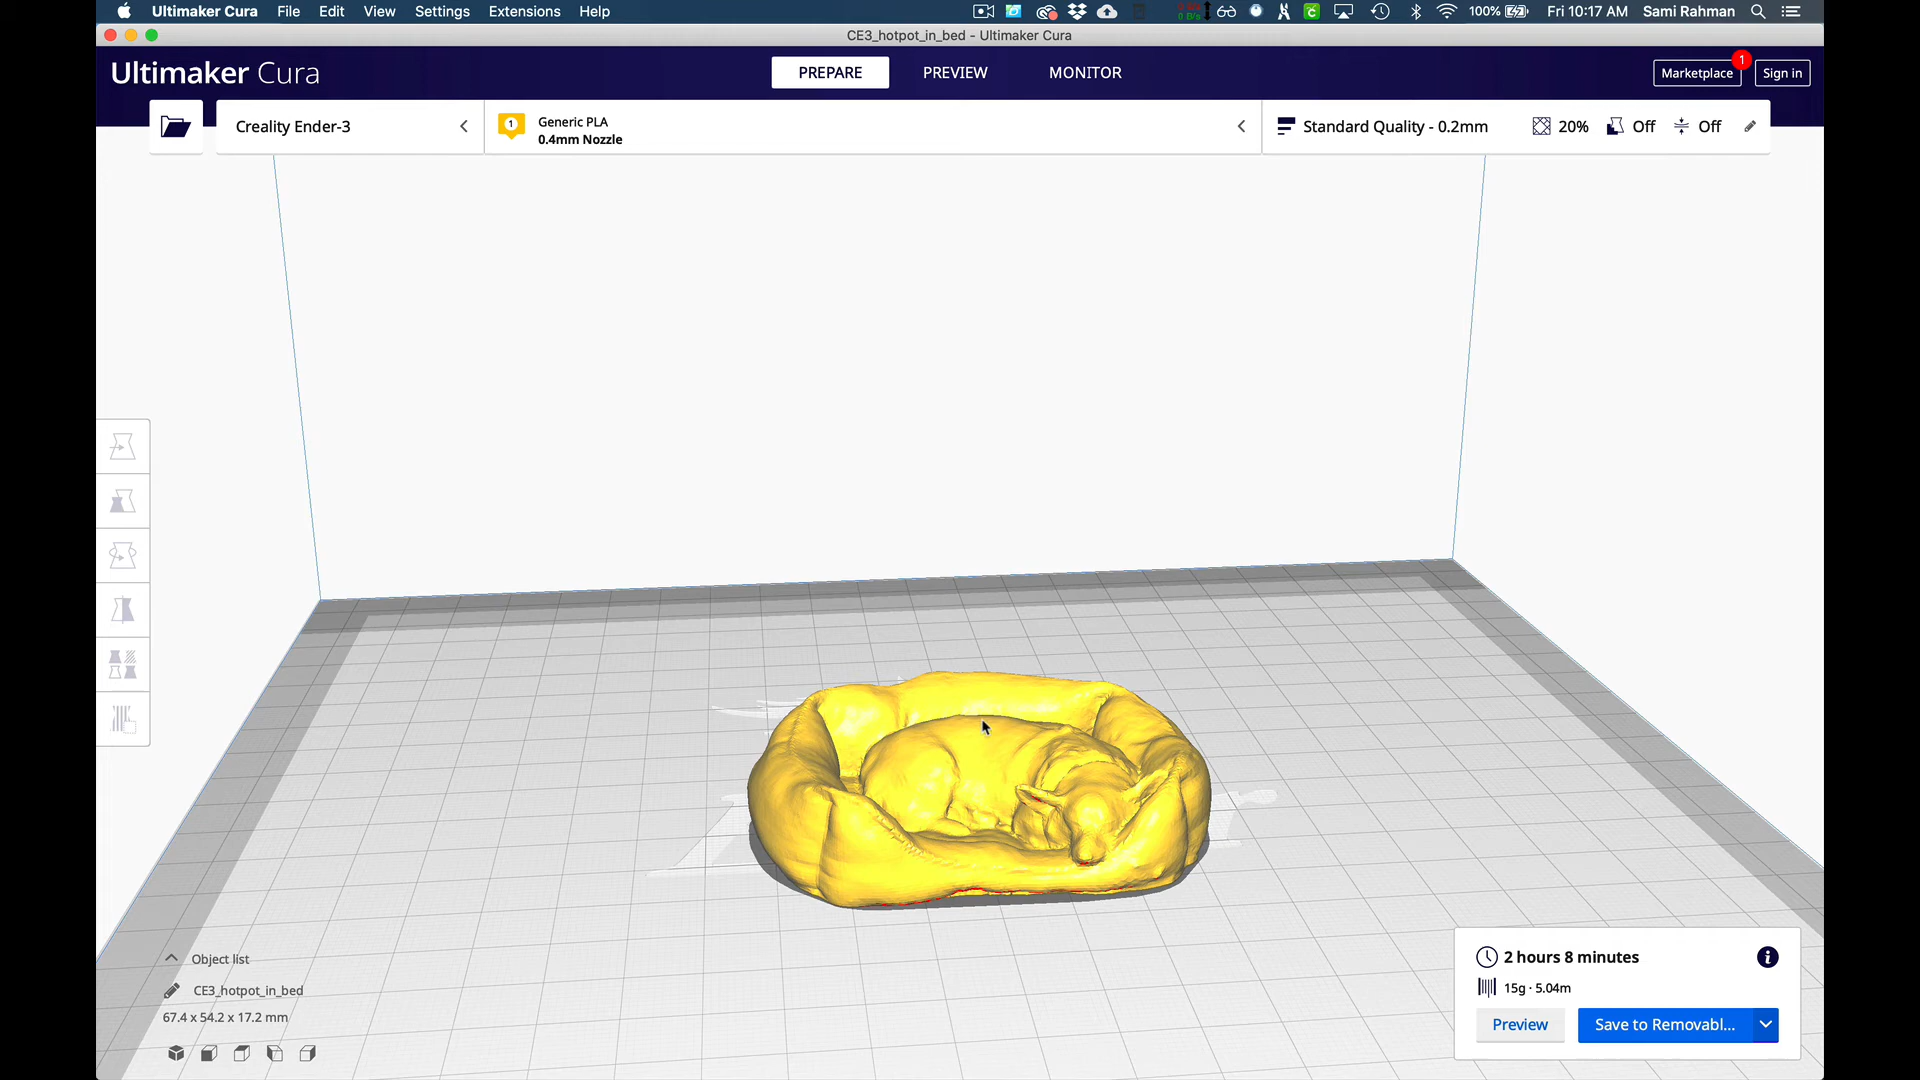 Ultimaker Cura File Edit View Settings Extensions Help 100% Fri 10:17 AM Sami Rahman
CE3_hotpot_in_bed - Ultimaker Cura
Ultimaker Cura PREPARE PREVIEW MONITOR Marketplace 1 Sign in
Creality Ender-3
1 Generic PLA
0.4mm Nozzle
Standard Quality - 0.2mm 20% Off Off
Object list
CE3_hotpot_in_bed
67.4 x 54.2 x 17.2 mm
2 hours 8 minutes
15g · 5.04m
Preview Save to Removabl...